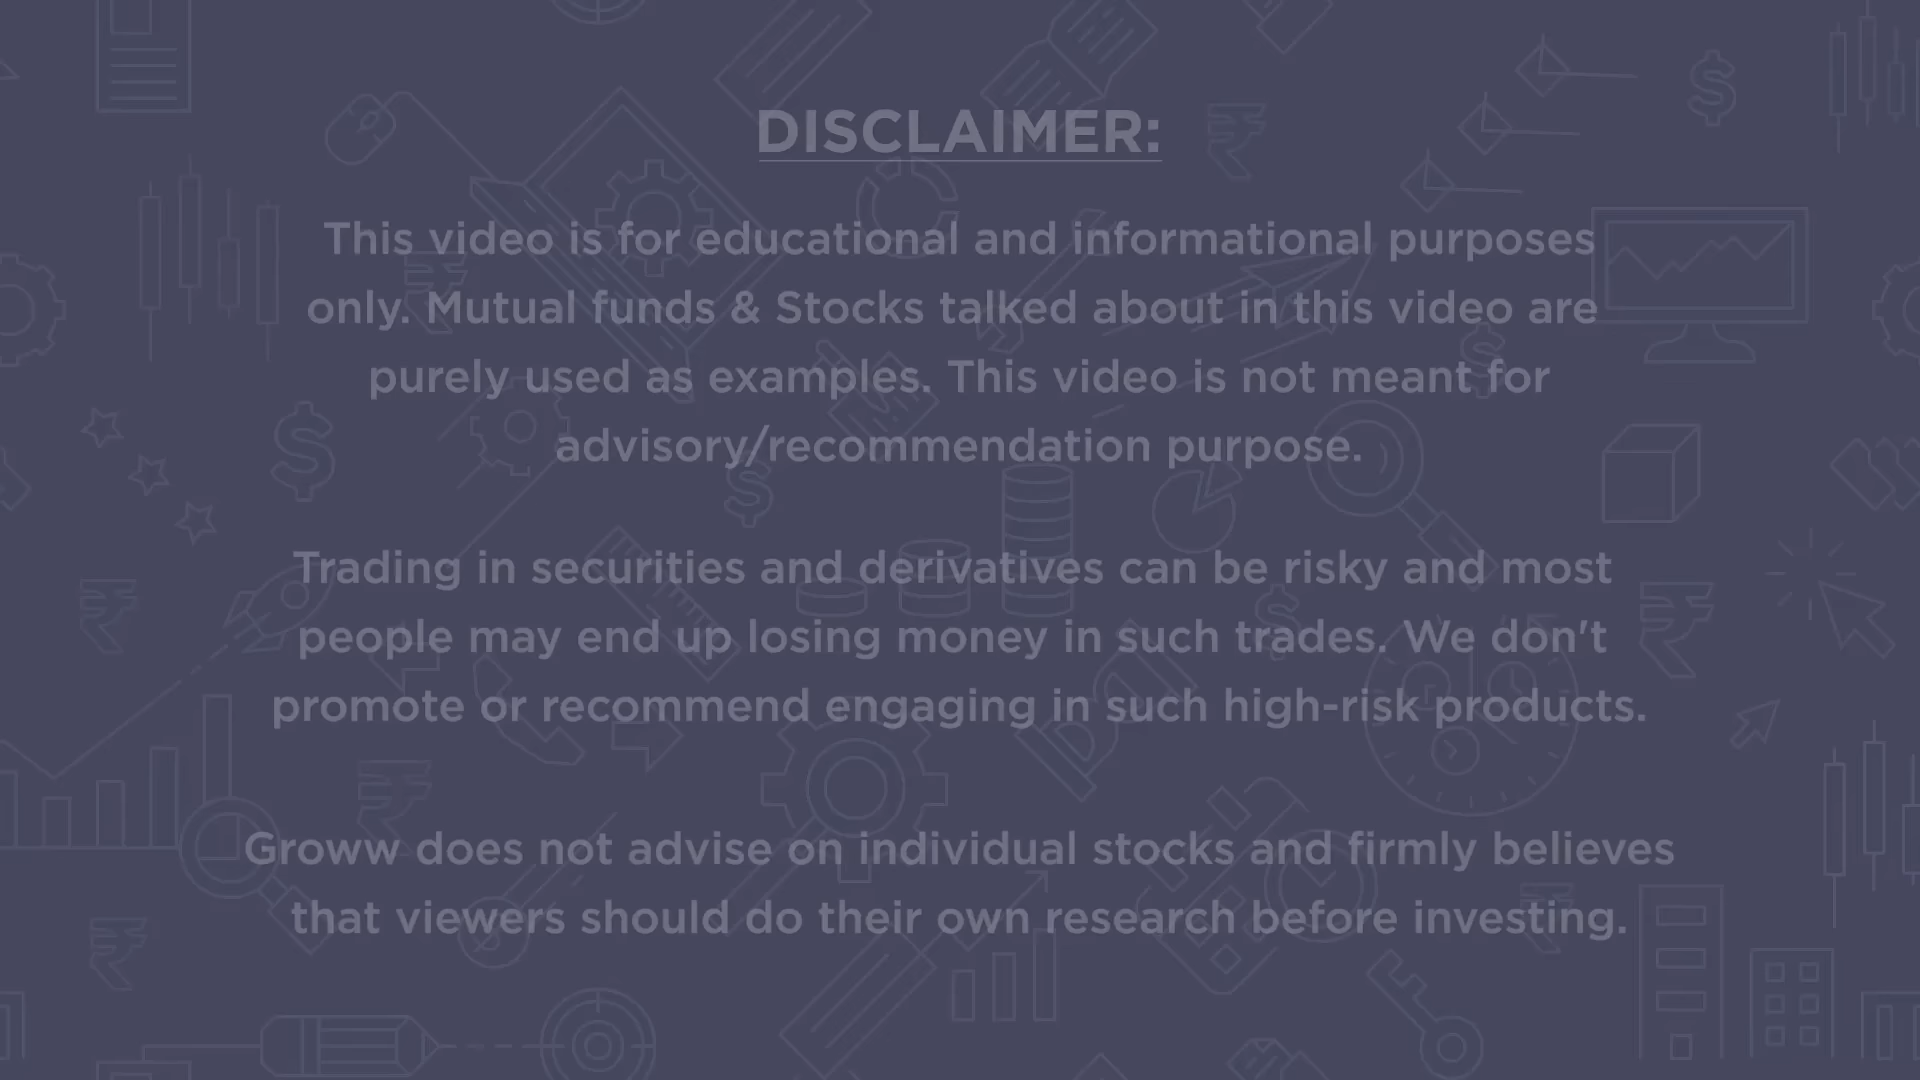 DISCLAIMER:
This video is for educational and informational purposes
only. Mutual funds & Stocks talked about in this video are
purely used as examples. This video is not meant for
advisory/recommendation purpose.
Trading in securities and derivatives can be risky and most
people may end up losing money in such trades. We don't
promote or recommend engaging in such high-risk products.
Groww does not advise on individual stocks and firmly believes
that viewers should do their own research before investing.